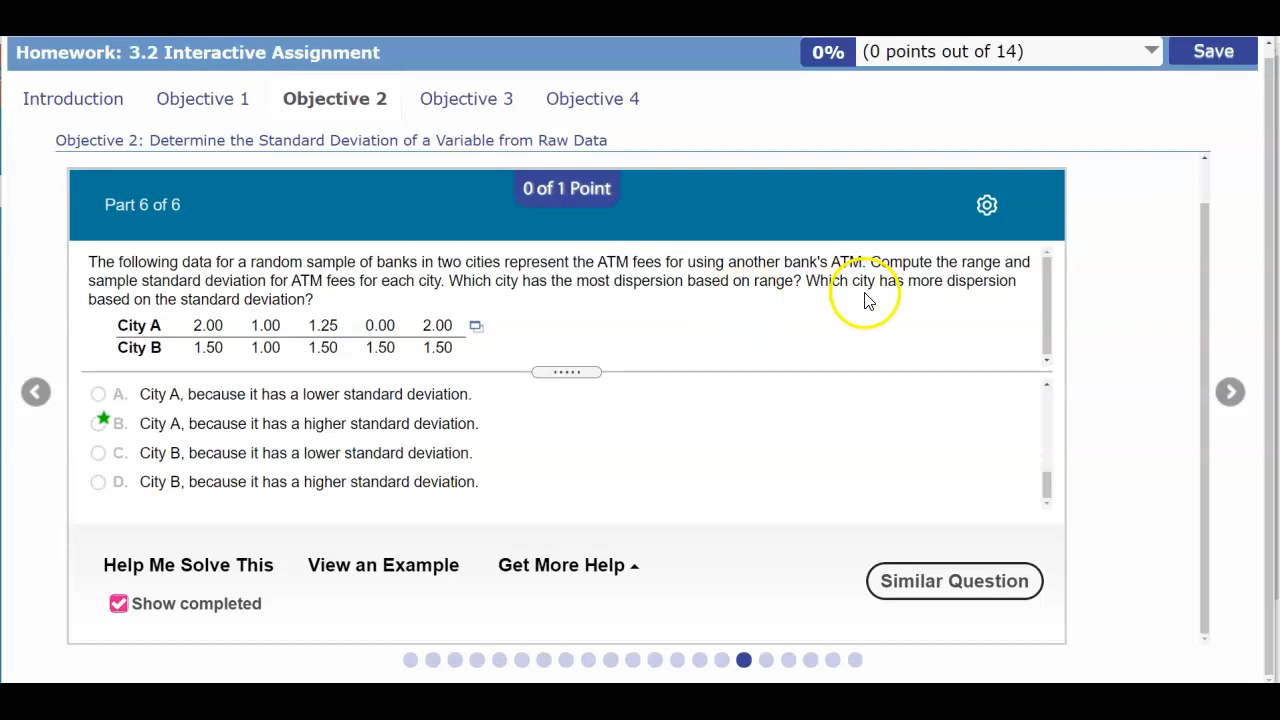 Homework: 3.2 Interactive Assignment
0% (0 points out of 14) Save
Introduction Objective 1 Objective 2 Objective 3 Objective 4
Objective 2: Determine the Standard Deviation of a Variable from Raw Data
0 of 1 Point
Part 6 of 6
The following data for a random sample of banks in two cities represent the ATM fees for using another bank's ATM. Compute the range and
sample standard deviation for ATM fees for each city. Which city has the most dispersion based on range? Which city has more dispersion
based on the standard deviation?
City A 2.00 1.00 1.25 0.00 2.00
City B 1.50 1.00 1.50 1.50 1.50
A. City A, because it has a lower standard deviation.
B. City A, because it has a higher standard deviation.
C. City B, because it has a lower standard deviation.
D. City B, because it has a higher standard deviation.
Help Me Solve This View an Example Get More Help
Similar Question
Show completed